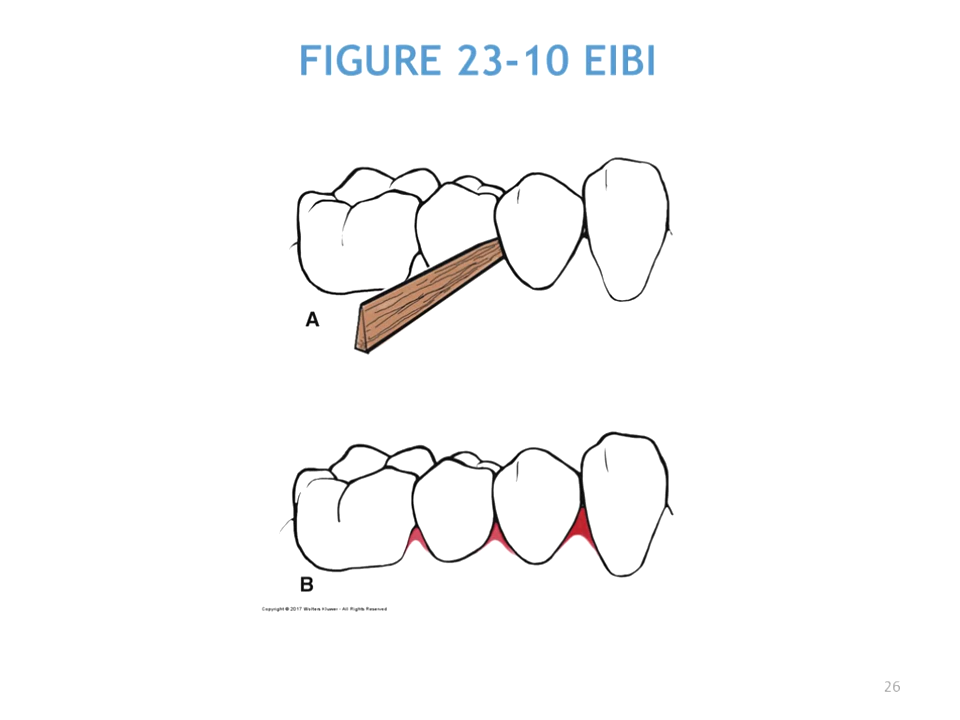 FIGURE 23-10 EIBI
A
B
Copyright © 2017 Wolters Kluwer - All Rights Reserved
26